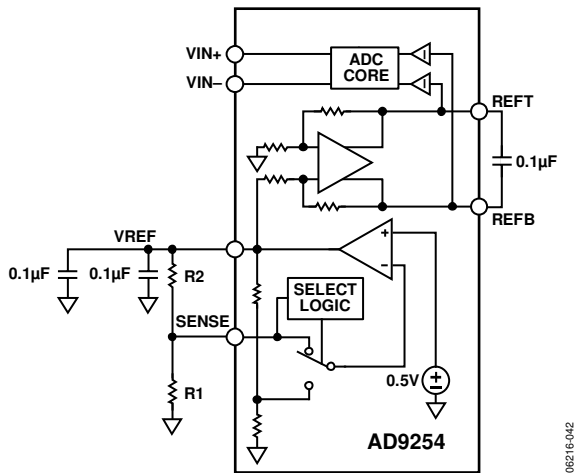 VIN+
VIN–
ADC
CORE
REFT
0.1µF
REFB
VREF
0.1µF
0.1µF
R2
SELECT
LOGIC
SENSE
0.5V
R1
AD9254
06216-042